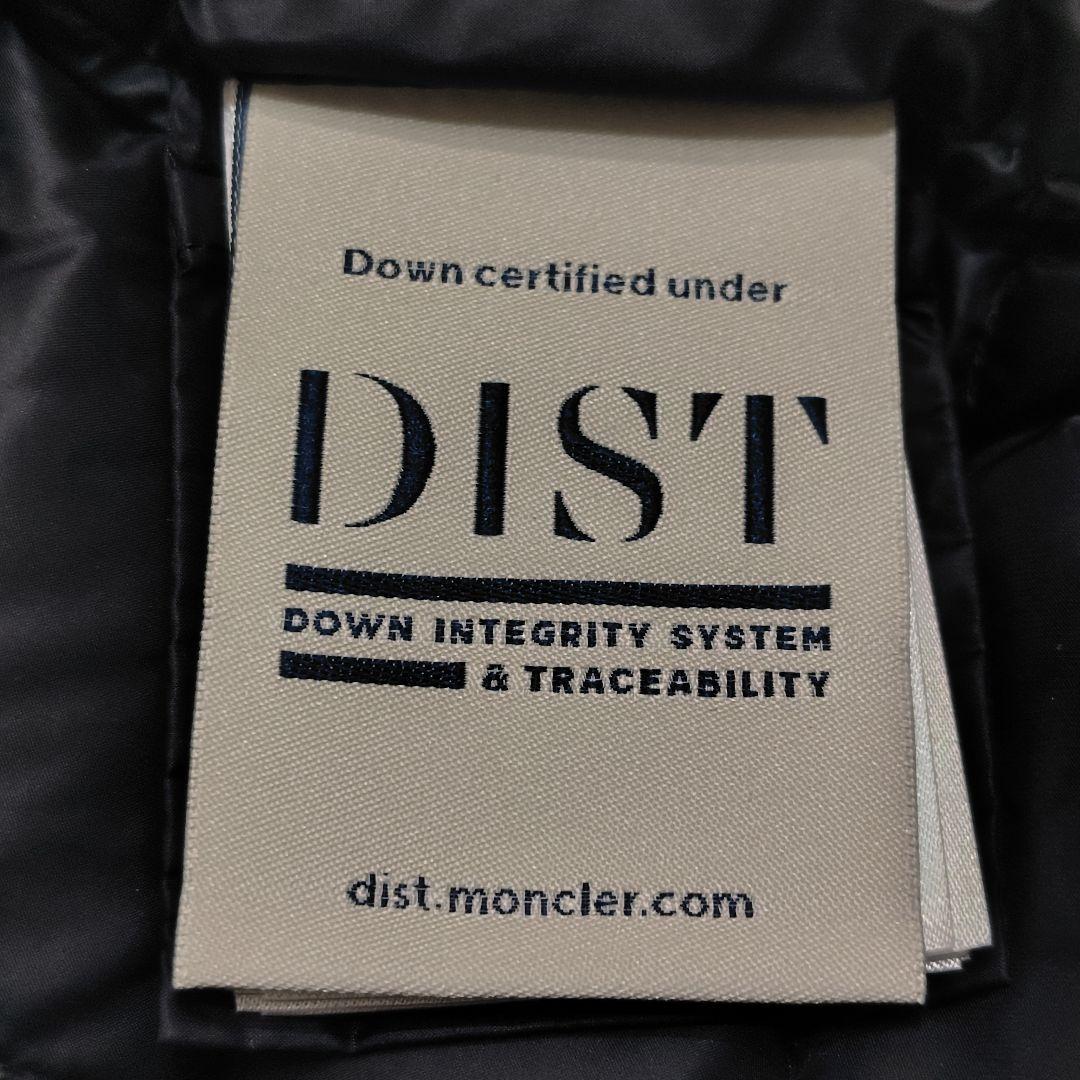 Down certified under
DIST
DOWN INTEGRITY SYSTEM
& TRACEABILITY
dist.moncler.com